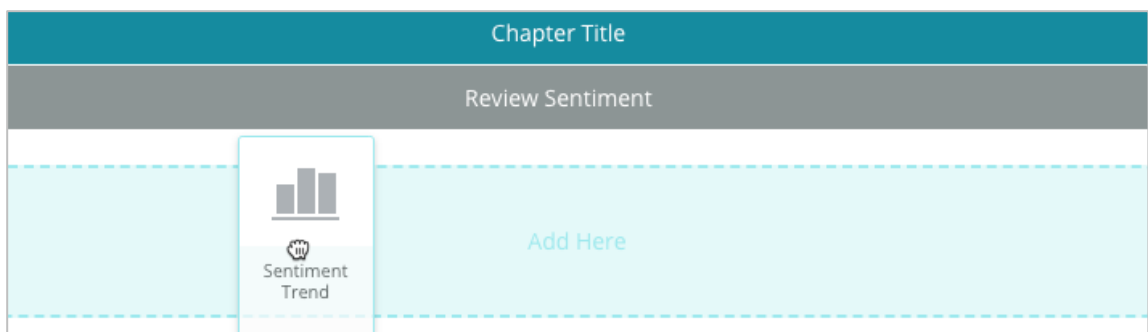 Chapter Title
Review Sentiment
Add Here
Sentiment
Trend